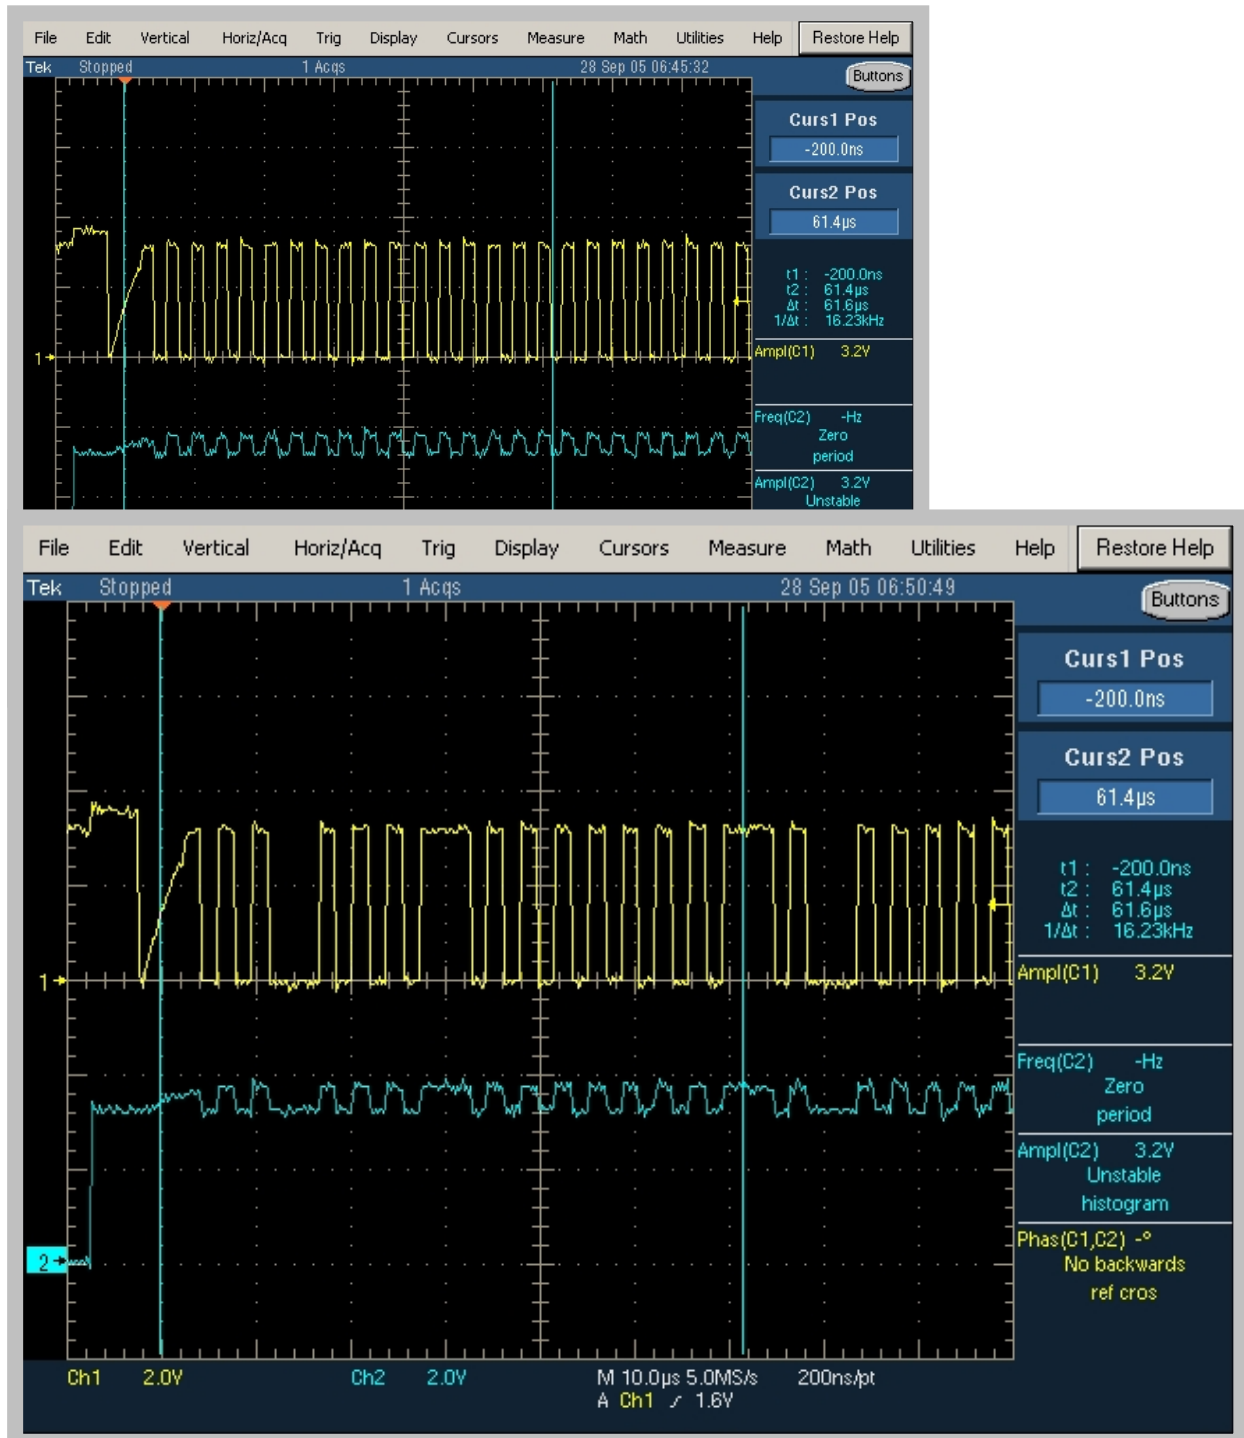 File Edit Vertical Horiz/Acq Trig Display Cursors Measure Math Utilities Help Restore Help
Tek Stopped 1 Acqs 28 Sep 05 06:45:32 Buttons
Curs1 Pos
-200.0ns
Curs2 Pos
61.4µs
t1 : -200.0ns
t2 : 61.4µs
Δt : 61.6µs
1/Δt : 16.23kHz
1
Ampl(C1) 3.2V
Freq(C2) -Hz
Zero
period
Ampl(C2) 3.2V
Unstable
File Edit Vertical Horiz/Acq Trig Display Cursors Measure Math Utilities Help Restore Help
Tek Stopped 1 Acqs 28 Sep 05 06:50:49 Buttons
Curs1 Pos
-200.0ns
Curs2 Pos
61.4µs
t1 : -200.0ns
t2 : 61.4µs
Δt : 61.6µs
1/Δt : 16.23kHz
1
Ampl(C1) 3.2V
Freq(C2) -Hz
Zero
period
Ampl(C2) 3.2V
Unstable
histogram
Phas(C1,C2) -°
2
No backwards
ref cros
Ch1 2.0V Ch2 2.0V M 10.0µs 5.0MS/s 200ns/pt
A Ch1 1.6V